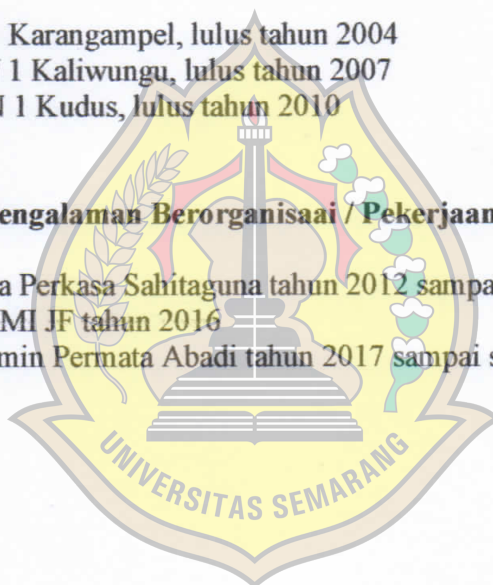 Karangampel, lulus tahun 2004
1 Kaliwungu, lulus tahun 2007
1 Kudus, lulus tahun 2010
engalaman Berorganisaai / Pekerjaan
a Perkasa Sahitaguna tahun 2012 sampa
MI JF tahun 2016
min Permata Abadi tahun 2017 sampai s
UNIVERSITAS SEMARANG